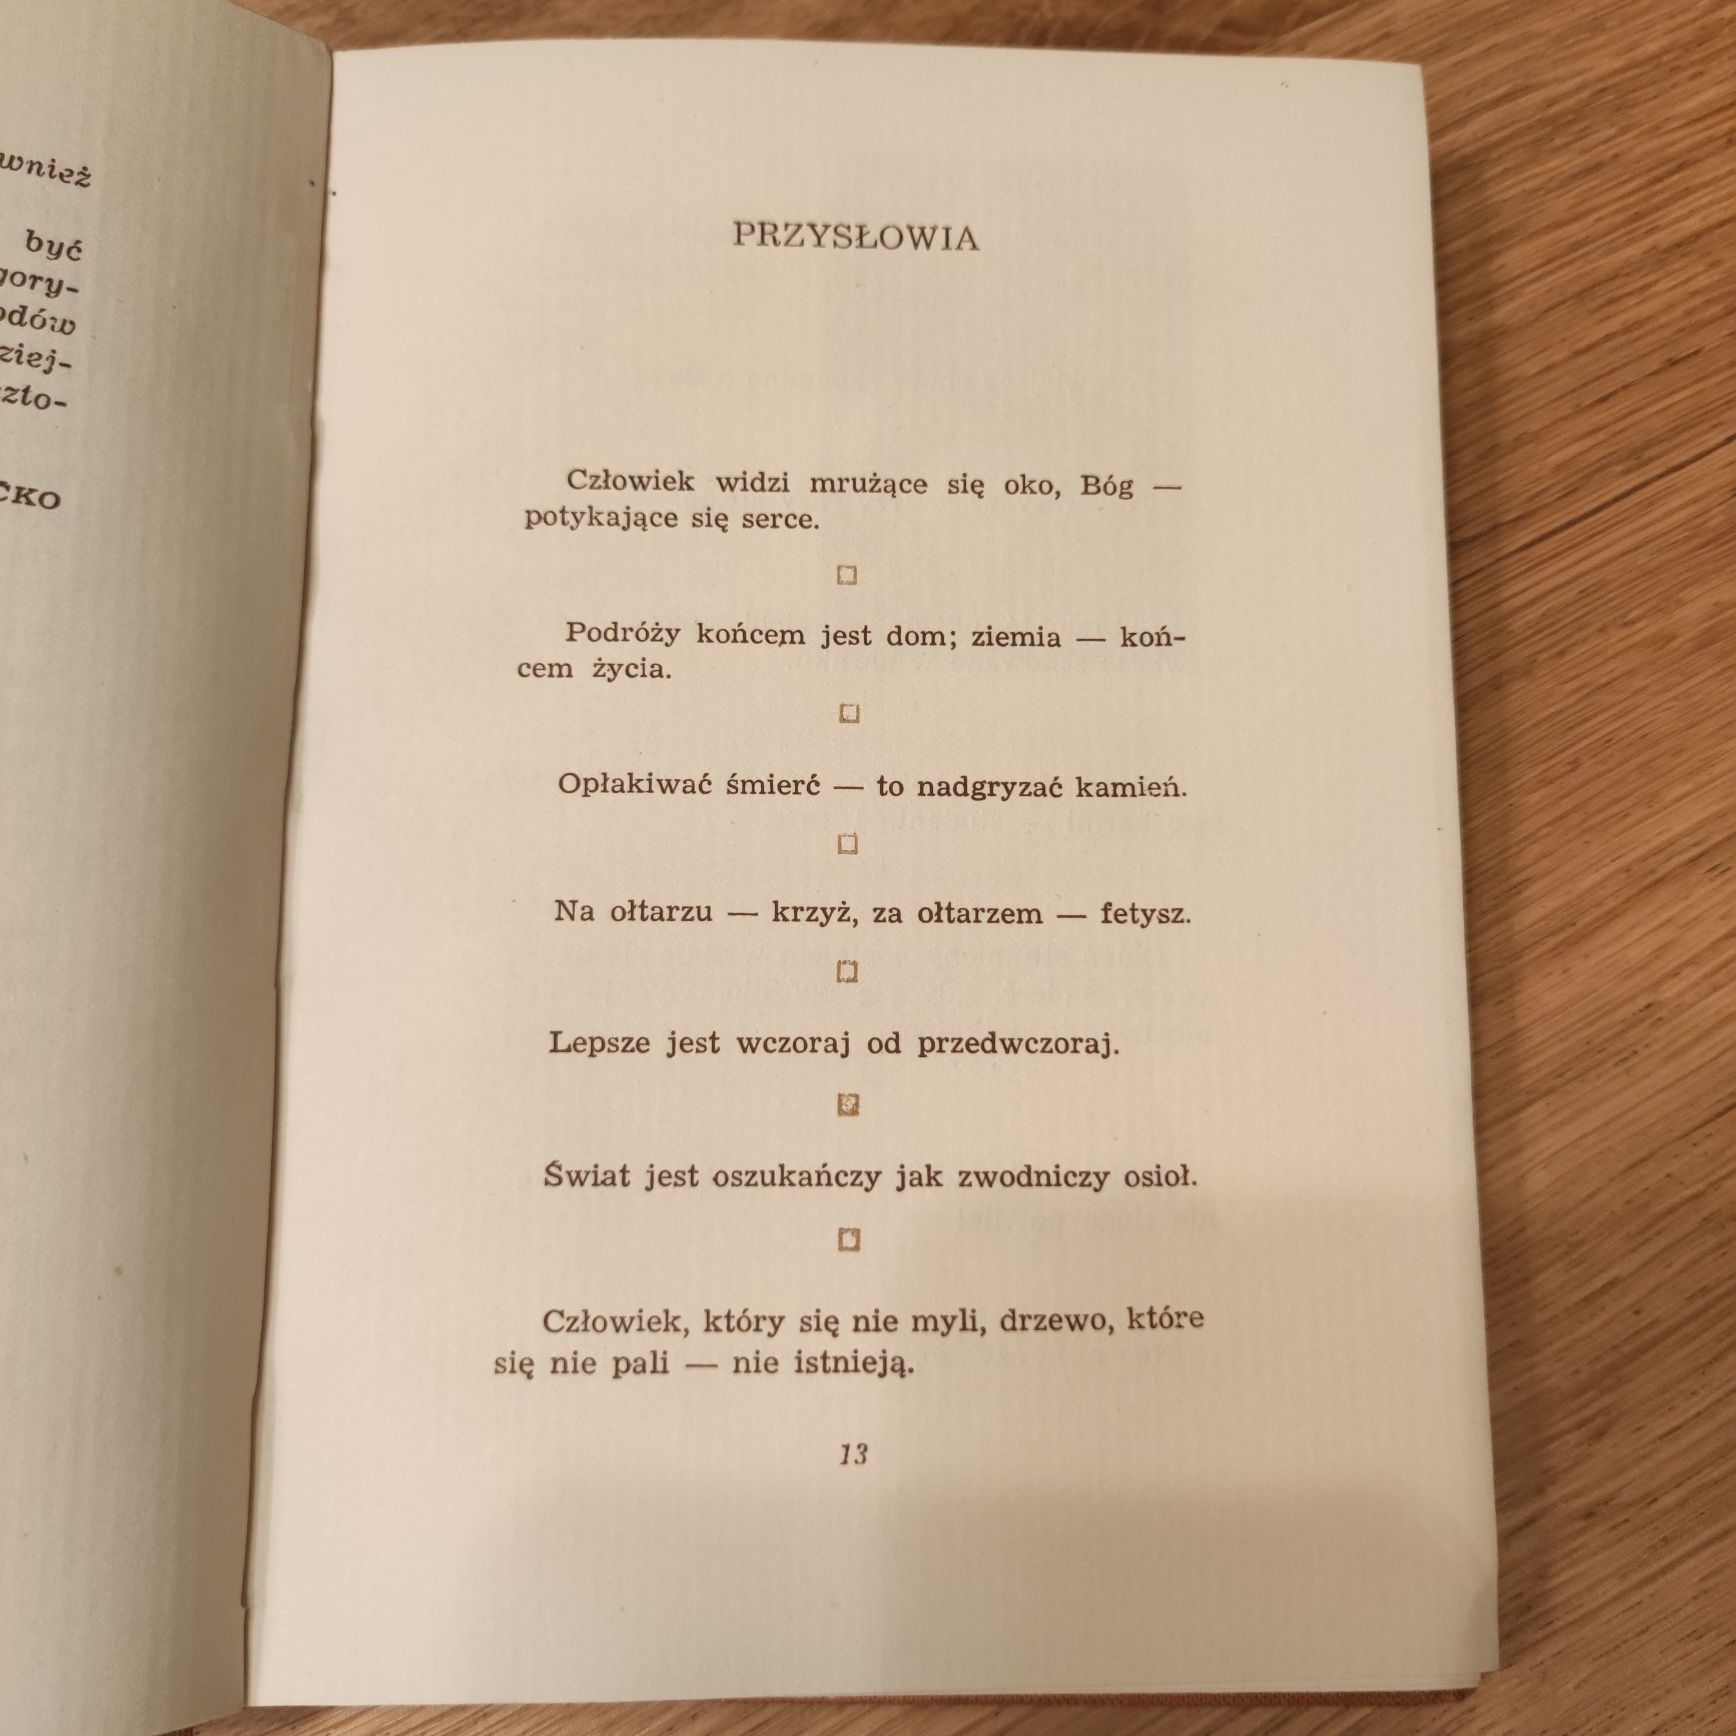 być
PRZYSŁOWIA
Człowiek widzi mrużące się oko, Bóg —
potykające się serce.
Podróży końcem jest dom; ziemia — koń-
cem życia.
Opłakiwać śmierć — to nadgryzać kamień.
Na ołtarzu — krzyż, za ołtarzem — fetysz.
Lepsze jest wczoraj od przedwczoraj.
Świat jest oszukańczy jak zwodniczy osioł.
Człowiek, który się nie myli, drzewo, które
się nie pali — nie istnieją.
13